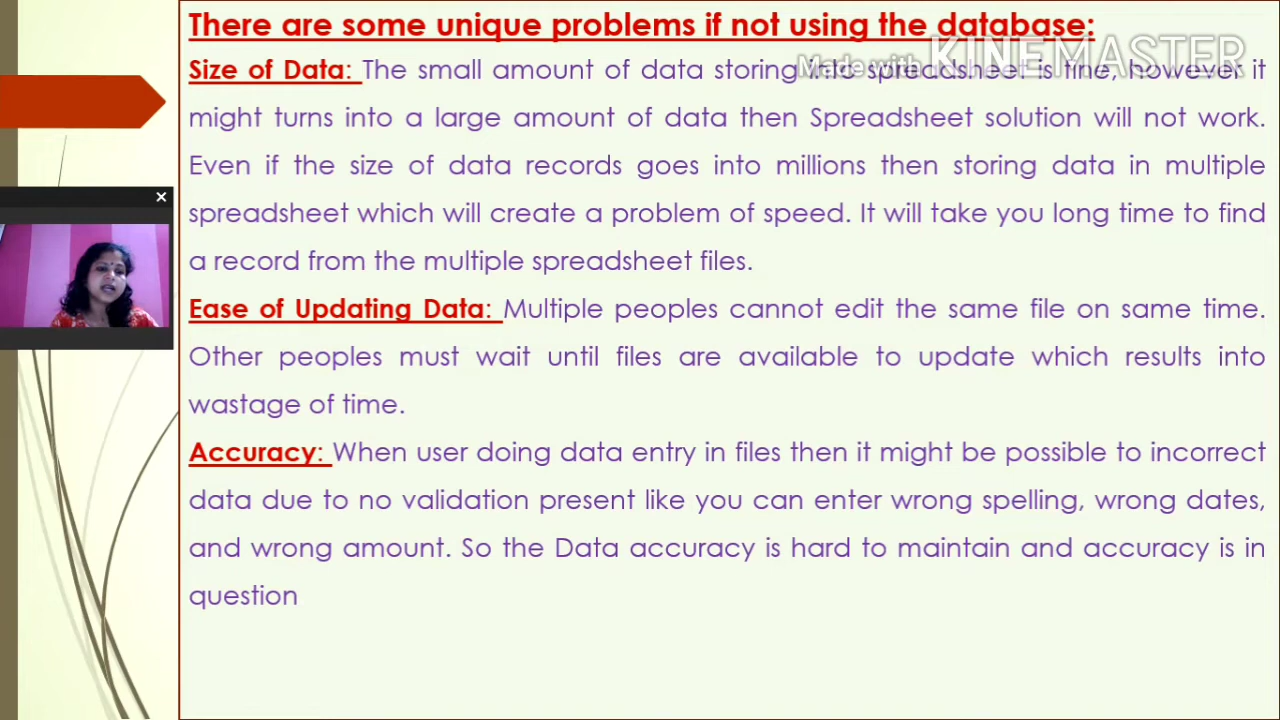 There are some unique problems if not using the database:
Made with KINEMASTER
Size of Data: The small amount of data storing into spreadsheet is fine, however it
might turns into a large amount of data then Spreadsheet solution will not work.
Even if the size of data records goes into millions then storing data in multiple
spreadsheet which will create a problem of speed. It will take you long time to find
a record from the multiple spreadsheet files.
Ease of Updating Data: Multiple peoples cannot edit the same file on same time.
Other peoples must wait until files are available to update which results into
wastage of time.
Accuracy: When user doing data entry in files then it might be possible to incorrect
data due to no validation present like you can enter wrong spelling, wrong dates,
and wrong amount. So the Data accuracy is hard to maintain and accuracy is in
question